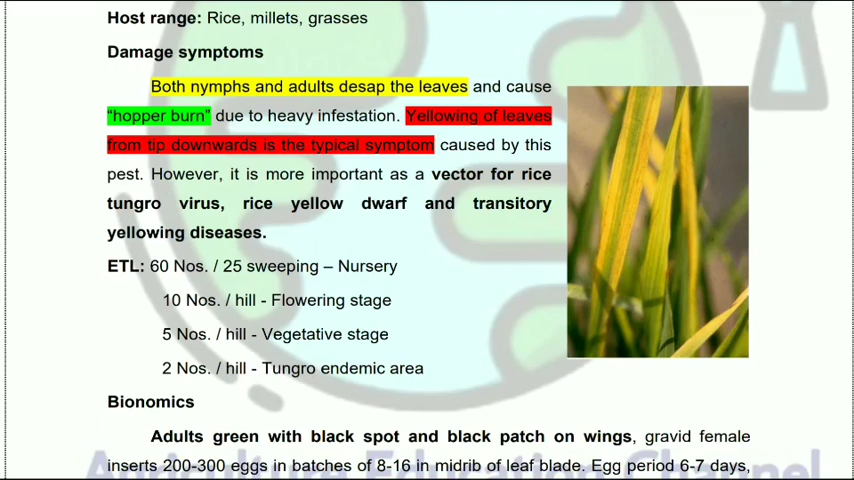 Host range: Rice, millets, grasses
Damage symptoms
Both nymphs and adults desap the leaves and cause
“hopper burn” due to heavy infestation. Yellowing of leaves
from tip downwards is the typical symptom caused by this
pest. However, it is more important as a vector for rice
tungro virus, rice yellow dwarf and transitory
yellowing diseases.
ETL: 60 Nos. / 25 sweeping – Nursery
10 Nos. / hill - Flowering stage
5 Nos. / hill - Vegetative stage
2 Nos. / hill - Tungro endemic area
Bionomics
Adults green with black spot and black patch on wings, gravid female
inserts 200-300 eggs in batches of 8-16 in midrib of leaf blade. Egg period 6-7 days,
Agriculture Education Channel